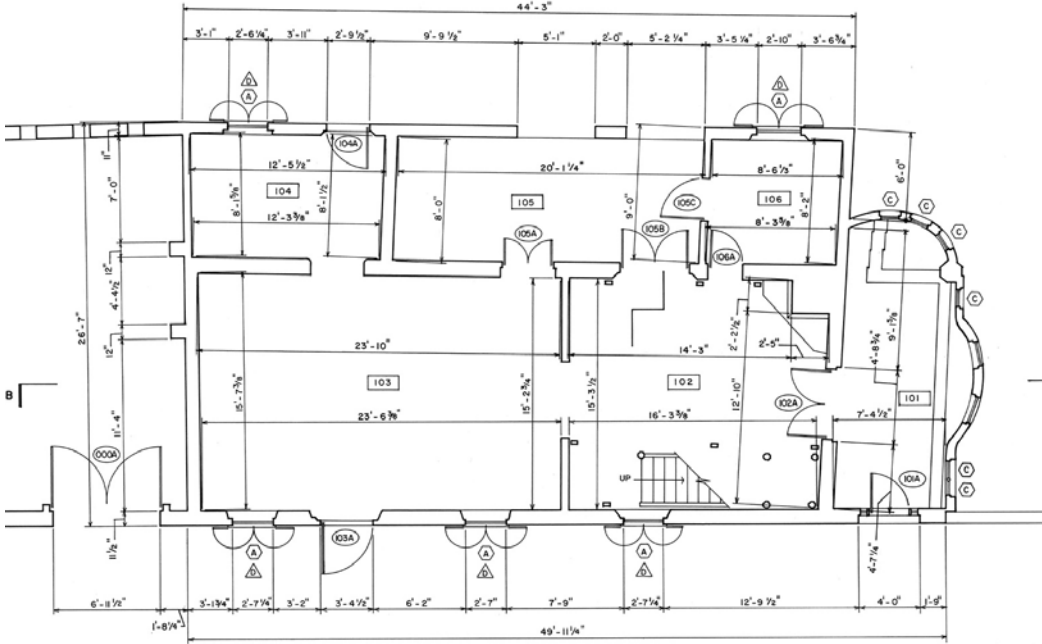 44'-3"
3'-1" 2'-6 1/4" 3'-11" 2'-9 1/2" 9'-9 1/2" 5'-1" 2'-0" 5'-2 1/4" 3'-5 1/4" 2'-10" 3'-6 3/4"
D D
A A
11"
104A
12'-5 1/2" 20'-1 1/4" 8'-6 1/3" 6'-0"
7'-0" 8'-1 5/8" 104 8'-1 1/2" 8'-0" 105 9'-0" 105C 106 8'-2" C C
12'-3 3/8" 8'-3 3/8" C
105A 105B
12" 106A
4'-4 1/2" C
26'-7" 2'-2 1/2" 9'-1 3/8"
12" 23'-10" 14'-3" 2'-5" 4'-8 3/4"
B 15'-7 3/8" 103 15'-2 3/4" 15'-3 1/2" 102 12'-10" 102A 101
11'-4" 23'-6 3/8" 16'-3 3/8" 7'-4 1/2"
000A C
UP 101A C
11 1/2" A 103A A A
D D D 4'-7 1/4"
6'-11 1/2" 3'-1 3/4" 2'-7 1/4" 3'-2" 3'-4 1/2" 6'-2" 2'-7" 7'-9" 2'-7 1/4" 12'-9 1/2" 4'-0" 1'-9"
1'-8 1/4" 49'-11 1/4"